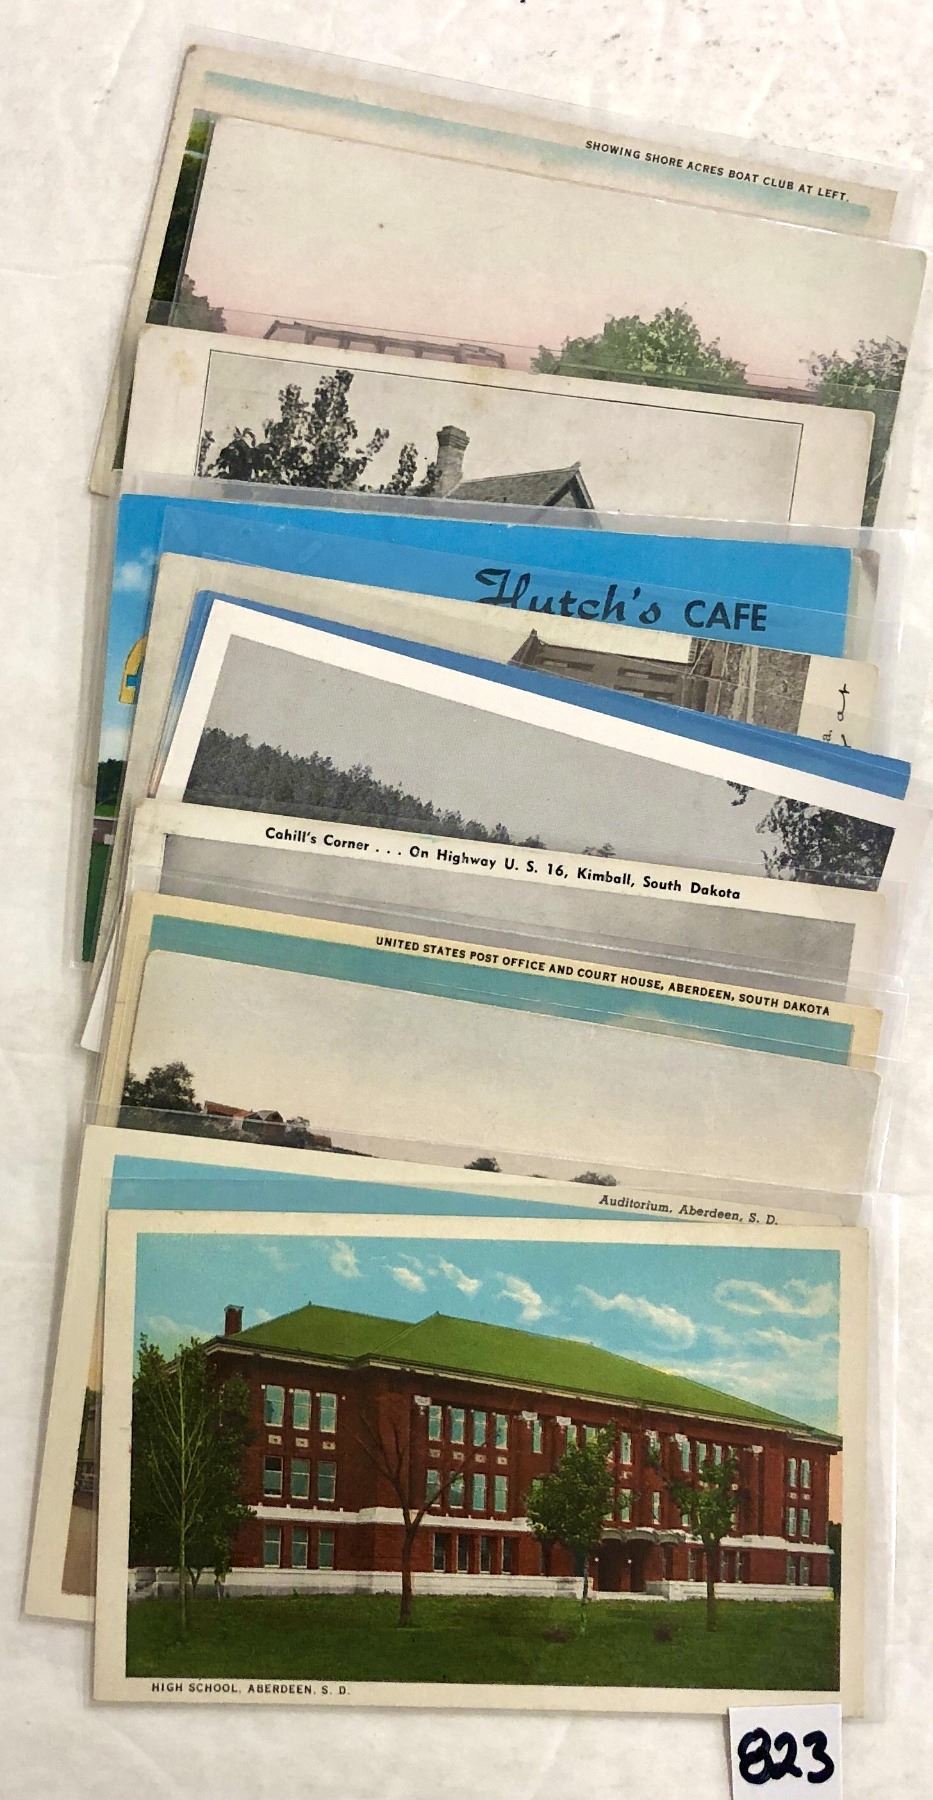 SHOWING SHORE ACRES BOAT CLUB AT LEFT.
Hutch's CAFE
Cahill's Corner . . . On Highway U. S. 16, Kimball, South Dakota
UNITED STATES POST OFFICE AND COURT HOUSE, ABERDEEN, SOUTH DAKOTA
Auditorium, Aberdeen, S. D.
HIGH SCHOOL, ABERDEEN, S. D.
823